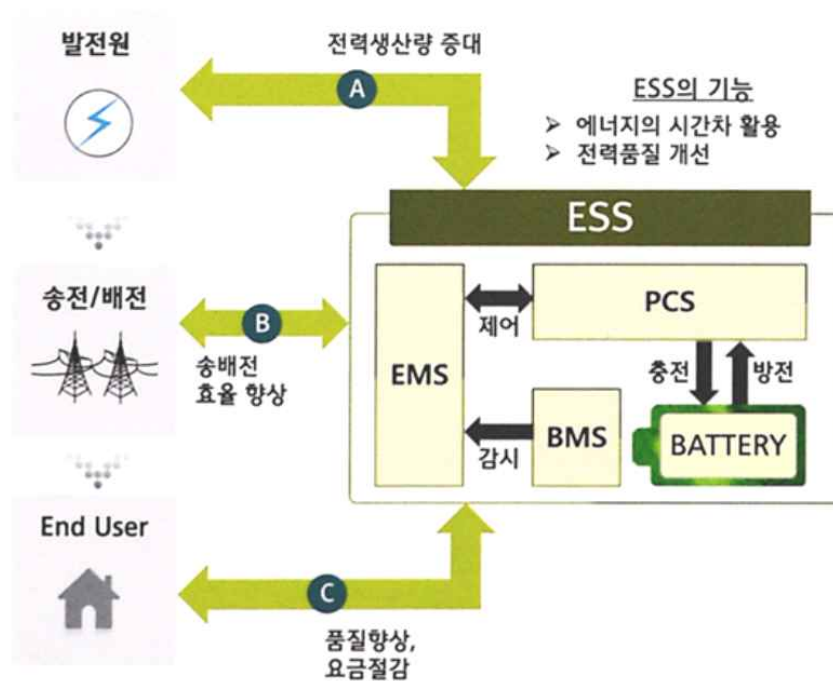 발전원
전력생산량 증대
A
ESS의 기능
➢ 에너지의 시간차 활용
➢ 전력품질 개선
ESS
송전/배전
B
송배전
효율 향상
EMS
제어
PCS
충전
방전
감시
BMS
BATTERY
End User
C
품질향상,
요금절감